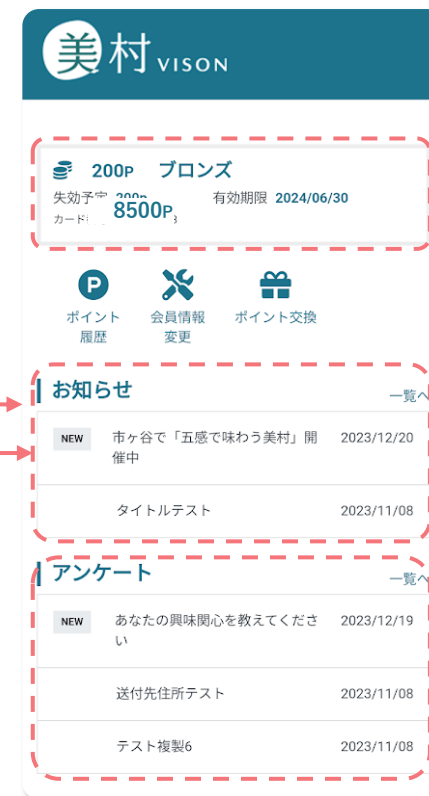 美村 VISON
200P ブロンズ
失効予定 200P 有効期限 2024/06/30
8500P
ポイント履歴
会員情報変更
ポイント交換
お知らせ
一覧へ
NEW 市ヶ谷で「五感で味わう美村」開 2023/12/20
催中
タイトルテスト 2023/11/08
アンケート
一覧へ
NEW あなたの興味関心を教えてくださ 2023/12/19
い
送付先住所テスト 2023/11/08
テスト複製6 2023/11/08